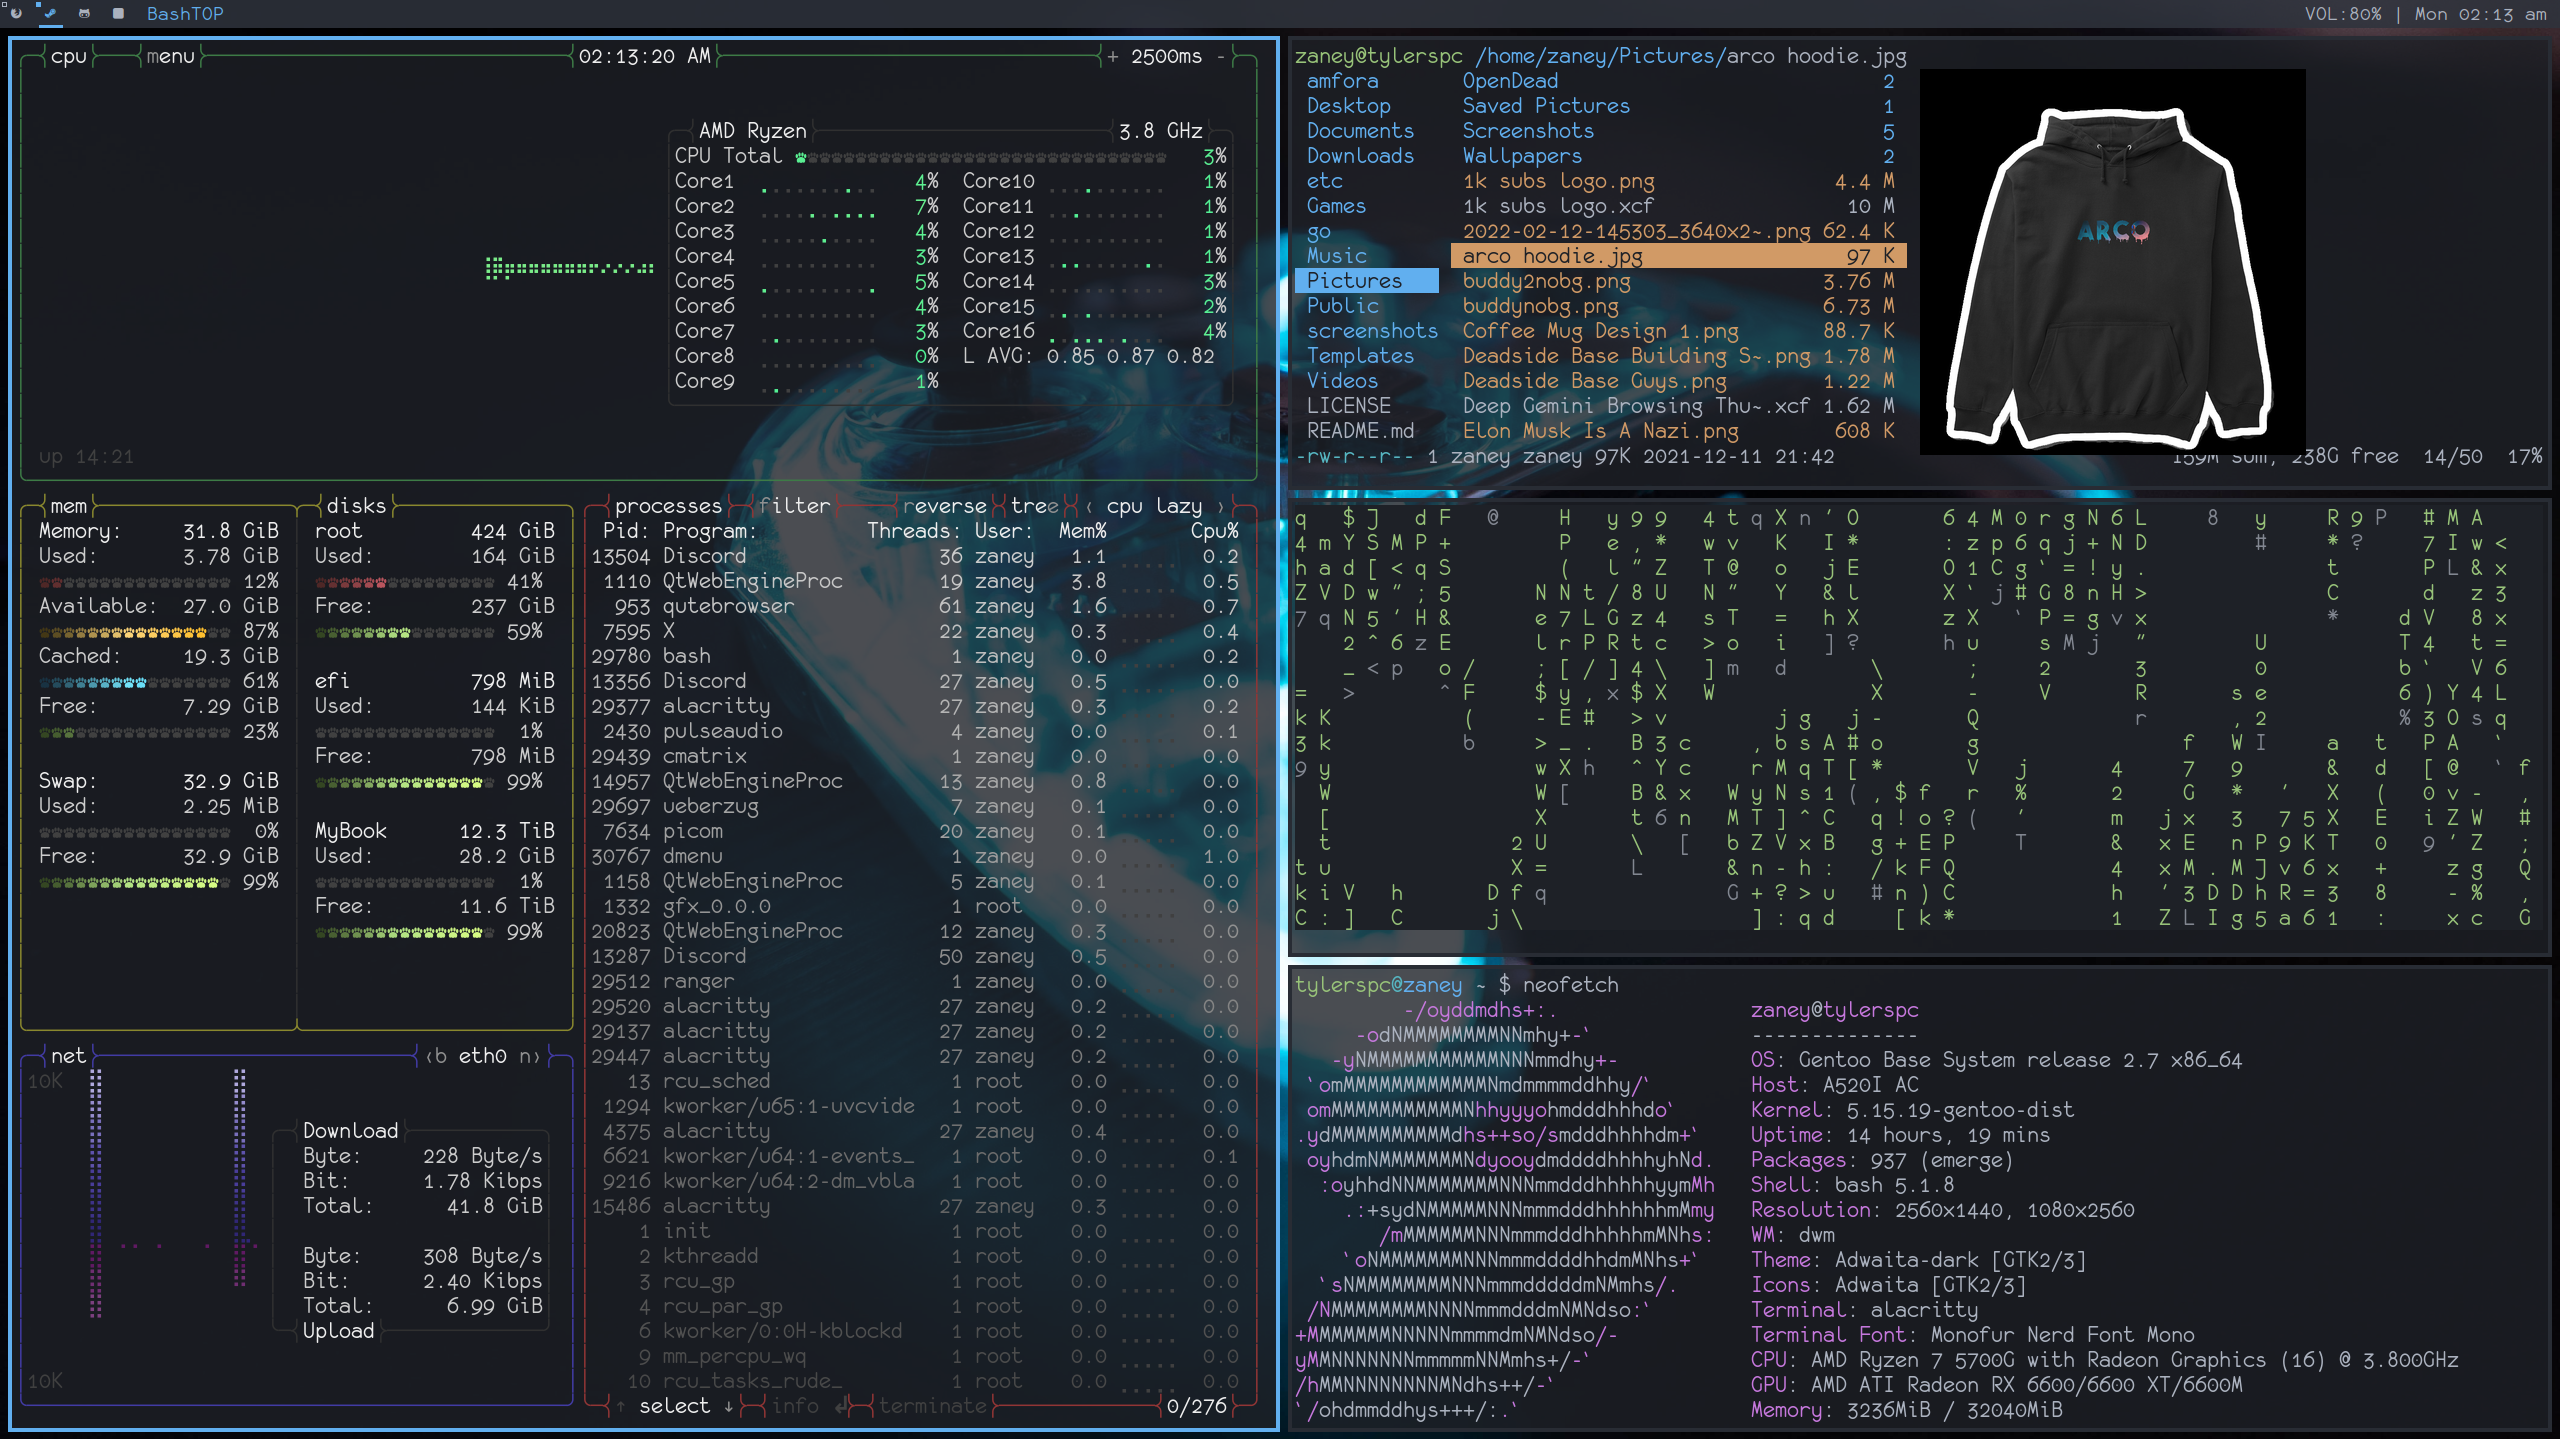 BashTOP
VOL:80% | Mon 02:13 am
cpu menu 02:13:20 AM + 2500ms -
AMD Ryzen 3.8 GHz
CPU Total 3%
Core1 4% Core10 1%
Core2 7% Core11 1%
Core3 4% Core12 1%
Core4 3% Core13 1%
Core5 5% Core14 3%
Core6 4% Core15 2%
Core7 3% Core16 4%
Core8 0% L AVG: 0.85 0.87 0.82
Core9 1%
up 14:21
mem
Memory: 31.8 GiB
Used: 3.78 GiB
12%
Available: 27.0 GiB
87%
Cached: 19.3 GiB
61%
Free: 7.29 GiB
23%
Swap: 32.9 GiB
Used: 2.25 MiB
0%
Free: 32.9 GiB
99%
disks
root 424 GiB
Used: 164 GiB
41%
Free: 237 GiB
59%
efi 798 MiB
Used: 144 KiB
1%
Free: 798 MiB
99%
MyBook 12.3 TiB
Used: 28.2 GiB
1%
Free: 11.6 TiB
99%
net ‹b eth0 n›
10K
Download
Byte: 228 Byte/s
Bit: 1.78 Kibps
Total: 41.8 GiB
Byte: 308 Byte/s
Bit: 2.40 Kibps
Total: 6.99 GiB
Upload
10K
processes filter reverse tree ‹ cpu lazy ›
Pid: Program: Threads: User: Mem% Cpu%
13504 Discord 36 zaney 1.1 0.2
1110 QtWebEngineProc 19 zaney 3.8 0.5
953 qutebrowser 61 zaney 1.6 0.7
7595 X 22 zaney 0.3 0.4
29780 bash 1 zaney 0.0 0.2
13356 Discord 27 zaney 0.5 0.0
29377 alacritty 27 zaney 0.3 0.2
2430 pulseaudio 4 zaney 0.0 0.1
29439 cmatrix 1 zaney 0.0 0.0
14957 QtWebEngineProc 13 zaney 0.8 0.0
29697 ueberzug 7 zaney 0.1 0.0
7634 picom 20 zaney 0.1 0.0
30767 dmenu 1 zaney 0.0 1.0
1158 QtWebEngineProc 5 zaney 0.1 0.0
1332 gfx_0.0.0 1 root 0.0 0.0
20823 QtWebEngineProc 12 zaney 0.3 0.0
13287 Discord 50 zaney 0.5 0.0
29512 ranger 1 zaney 0.0 0.0
29520 alacritty 27 zaney 0.2 0.0
29137 alacritty 27 zaney 0.2 0.0
29447 alacritty 27 zaney 0.2 0.0
13 rcu_sched 1 root 0.0 0.0
1294 kworker/u65:1-uvcvide 1 root 0.0 0.0
4375 alacritty 27 zaney 0.4 0.0
6621 kworker/u64:1-events_ 1 root 0.0 0.1
9216 kworker/u64:2-dm_vbla 1 root 0.0 0.0
15486 alacritty 27 zaney 0.3 0.0
1 init 1 root 0.0 0.0
2 kthreadd 1 root 0.0 0.0
3 rcu_gp 1 root 0.0 0.0
4 rcu_par_gp 1 root 0.0 0.0
6 kworker/0:0H-kblockd 1 root 0.0 0.0
9 mm_percpu_wq 1 root 0.0 0.0
10 rcu_tasks_rude_ 1 root 0.0 0.0
↑ select ↓ info ↲ terminate 0/276
zaney@tylerspc /home/zaney/Pictures/arco hoodie.jpg
amfora OpenDead 2
Desktop Saved Pictures 1
Documents Screenshots 5
Downloads Wallpapers 2
etc 1k subs logo.png 4.4 M
Games 1k subs logo.xcf 10 M
go 2022-02-12-145303_3640x2~.png 62.4 K
Music arco hoodie.jpg 97 K
Pictures buddy2nobg.png 3.76 M
Public buddynobg.png 6.73 M
screenshots Coffee Mug Design 1.png 88.7 K
Templates Deadside Base Building S~.png 1.78 M
Videos Deadside Base Guys.png 1.22 M
LICENSE Deep Gemini Browsing Thu~.xcf 1.62 M
README.md Elon Musk Is A Nazi.png 608 K
-rw-r--r-- 1 zaney zaney 97K 2021-12-11 21:42 159M sum, 238G free 14/50 17%
ARCO
tylerspc@zaney ~ $ neofetch
zaney@tylerspc
--------------
OS: Gentoo Base System release 2.7 x86_64
Host: A520I AC
Kernel: 5.15.19-gentoo-dist
Uptime: 14 hours, 19 mins
Packages: 937 (emerge)
Shell: bash 5.1.8
Resolution: 2560x1440, 1080x2560
WM: dwm
Theme: Adwaita-dark [GTK2/3]
Icons: Adwaita [GTK2/3]
Terminal: alacritty
Terminal Font: Monofur Nerd Font Mono
CPU: AMD Ryzen 7 5700G with Radeon Graphics (16) @ 3.800GHz
GPU: AMD ATI Radeon RX 6600/6600 XT/6600M
Memory: 3236MiB / 32040MiB